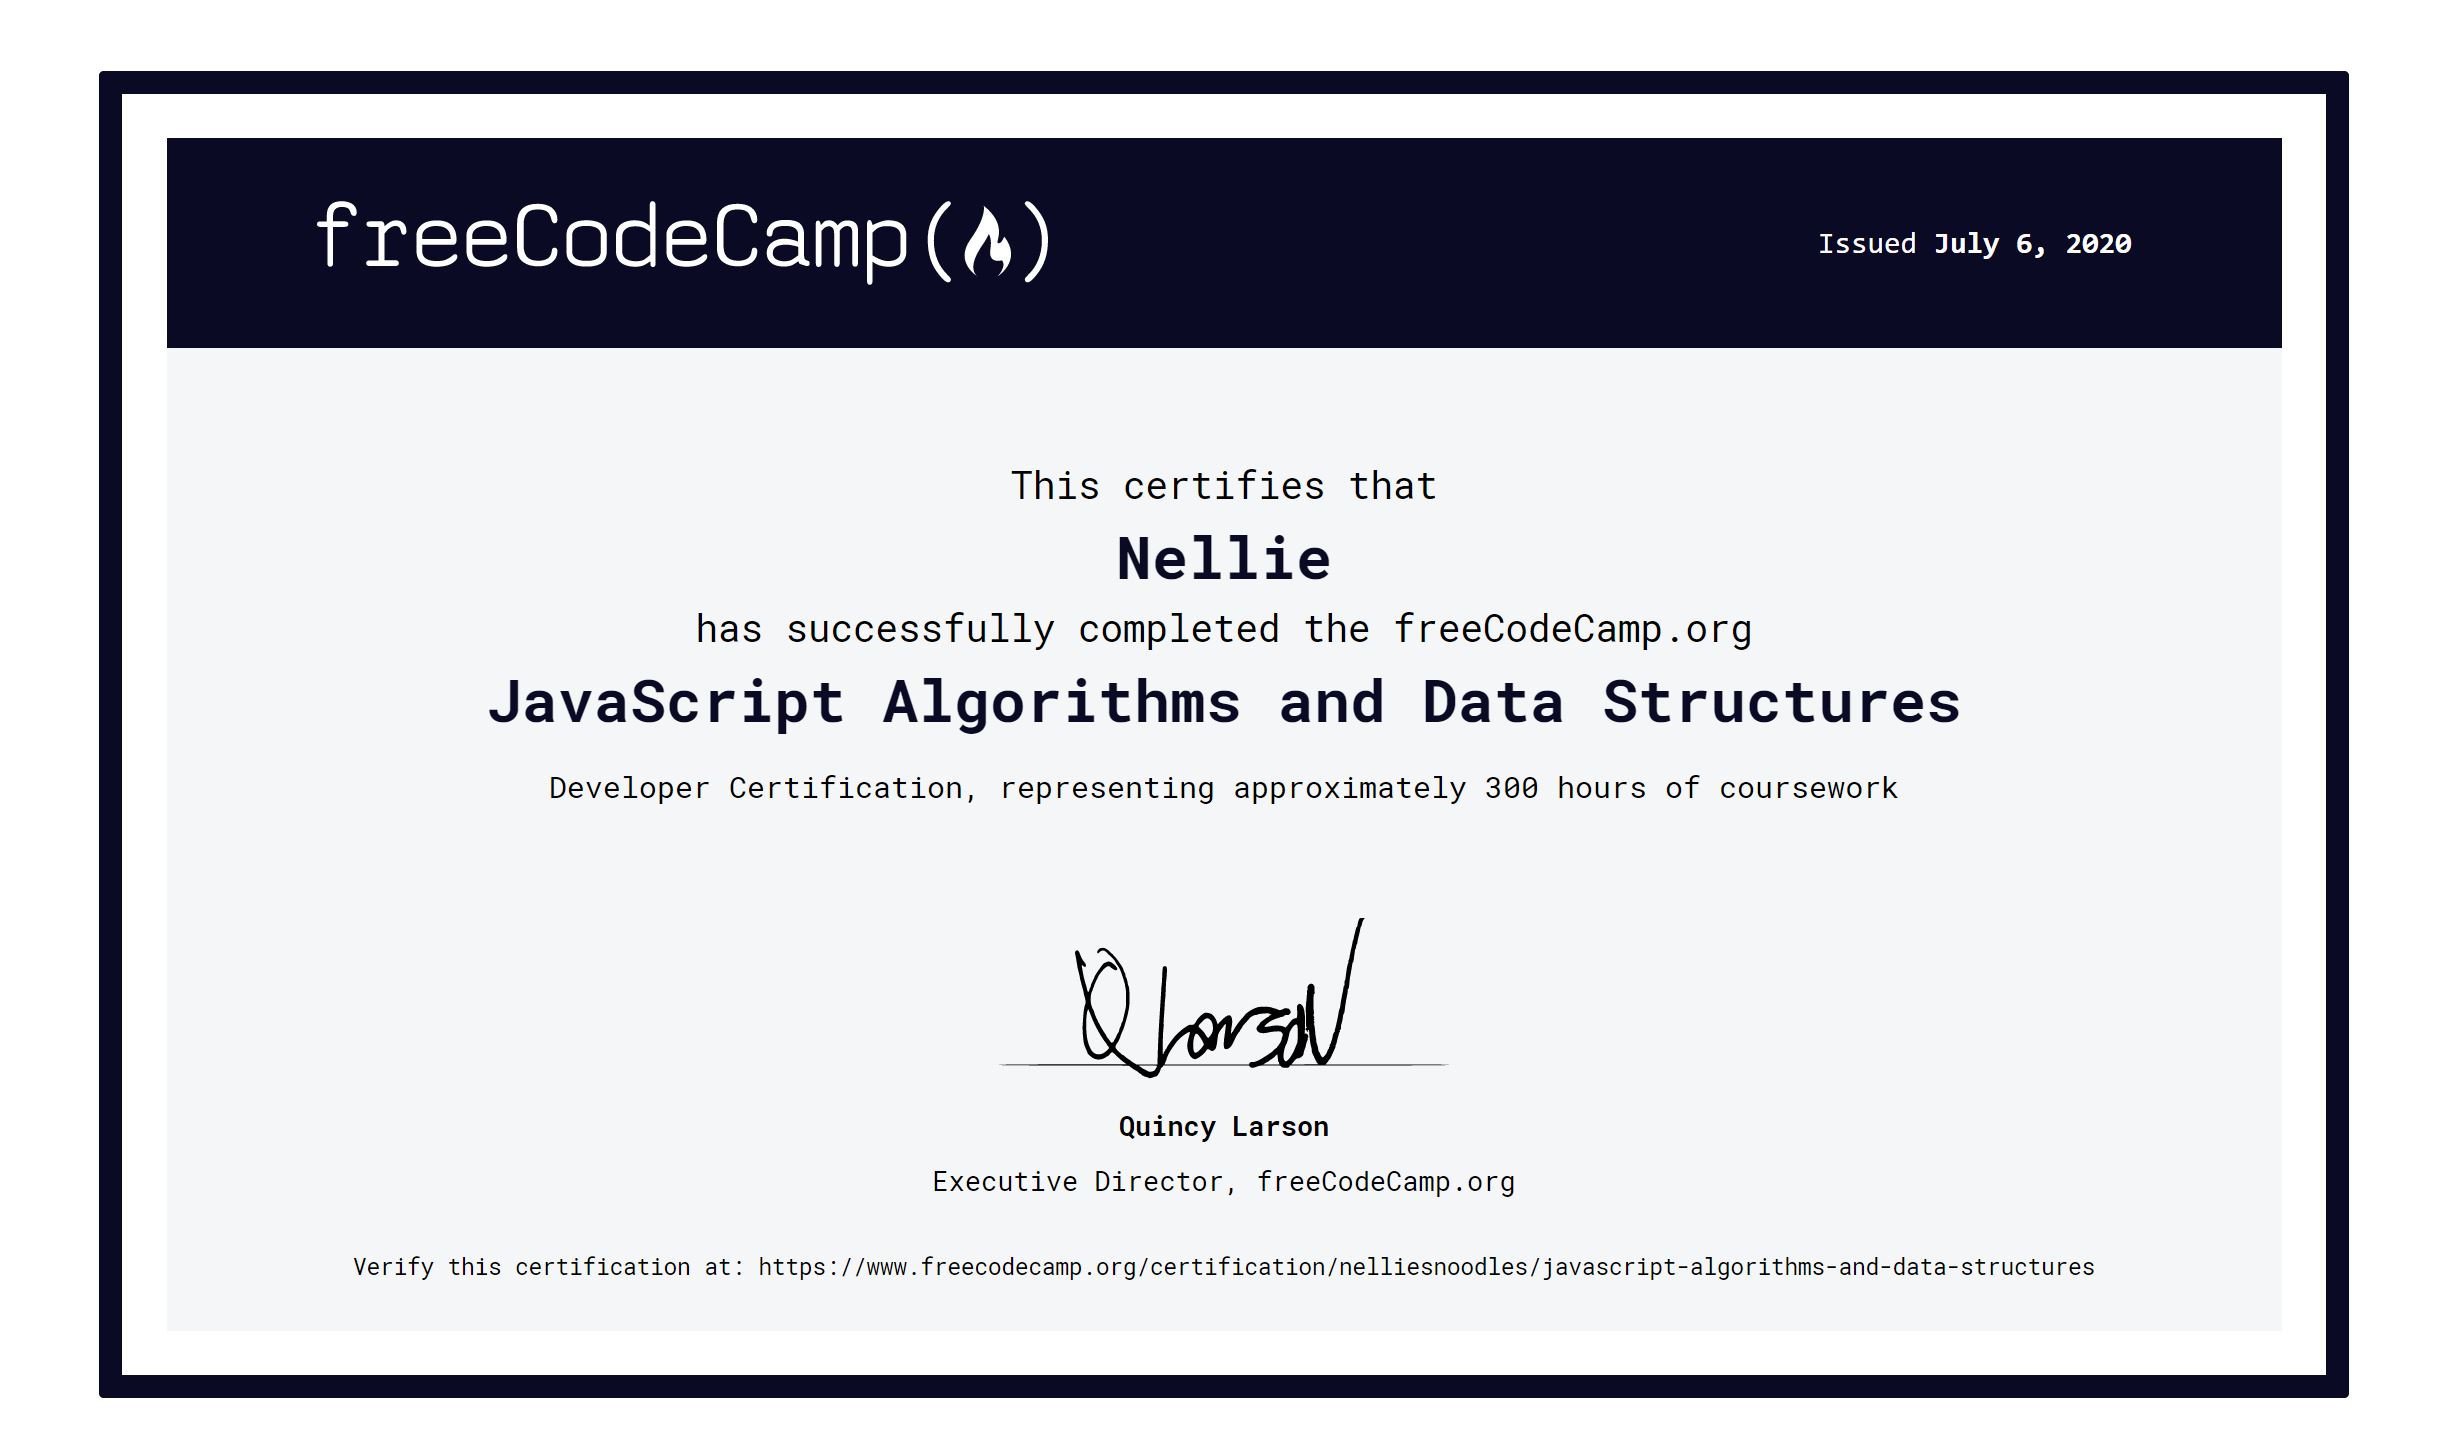 freeCodeCamp(🔥)
Issued July 6, 2020
This certifies that
Nellie
has successfully completed the freeCodeCamp.org
JavaScript Algorithms and Data Structures
Developer Certification, representing approximately 300 hours of coursework
Q Larson
Quincy Larson
Executive Director, freeCodeCamp.org
Verify this certification at: https://www.freecodecamp.org/certification/nelliesnoodles/javascript-algorithms-and-data-structures